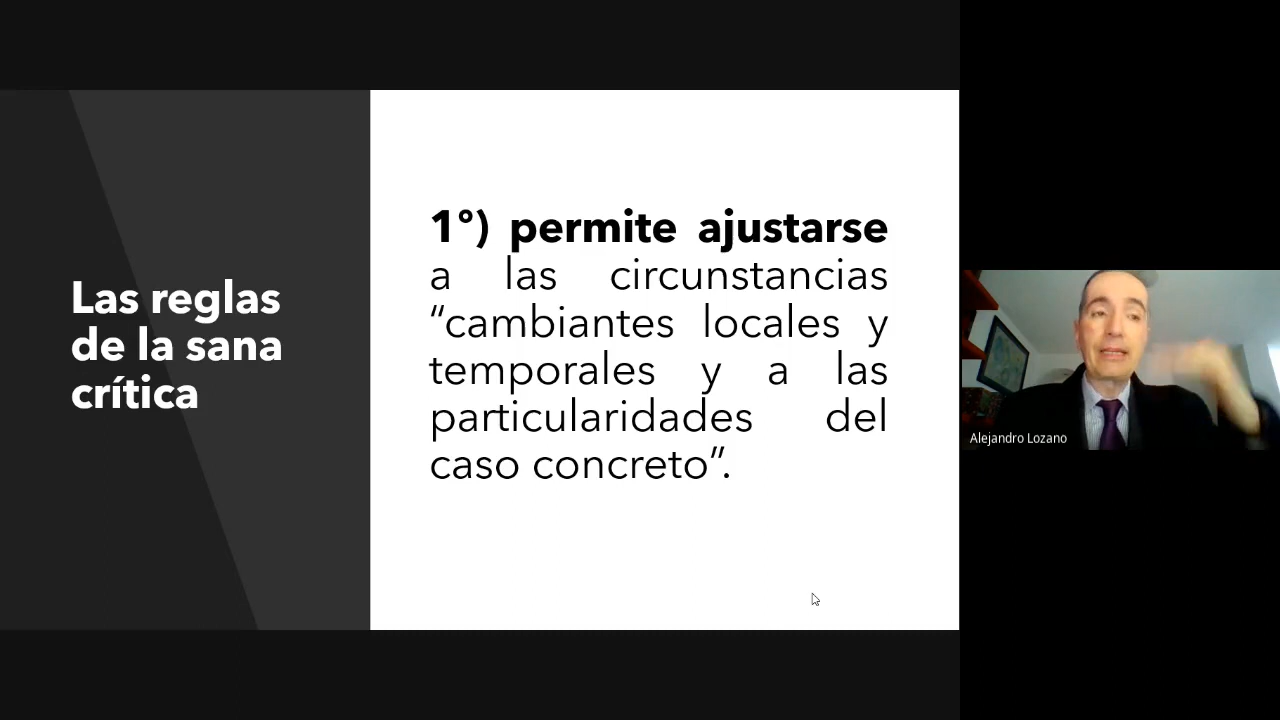 Las reglas
de la sana
crítica
1°) permite ajustarse
a las circunstancias
“cambiantes locales y
temporales y a las
particularidades del
caso concreto”.
Alejandro Lozano